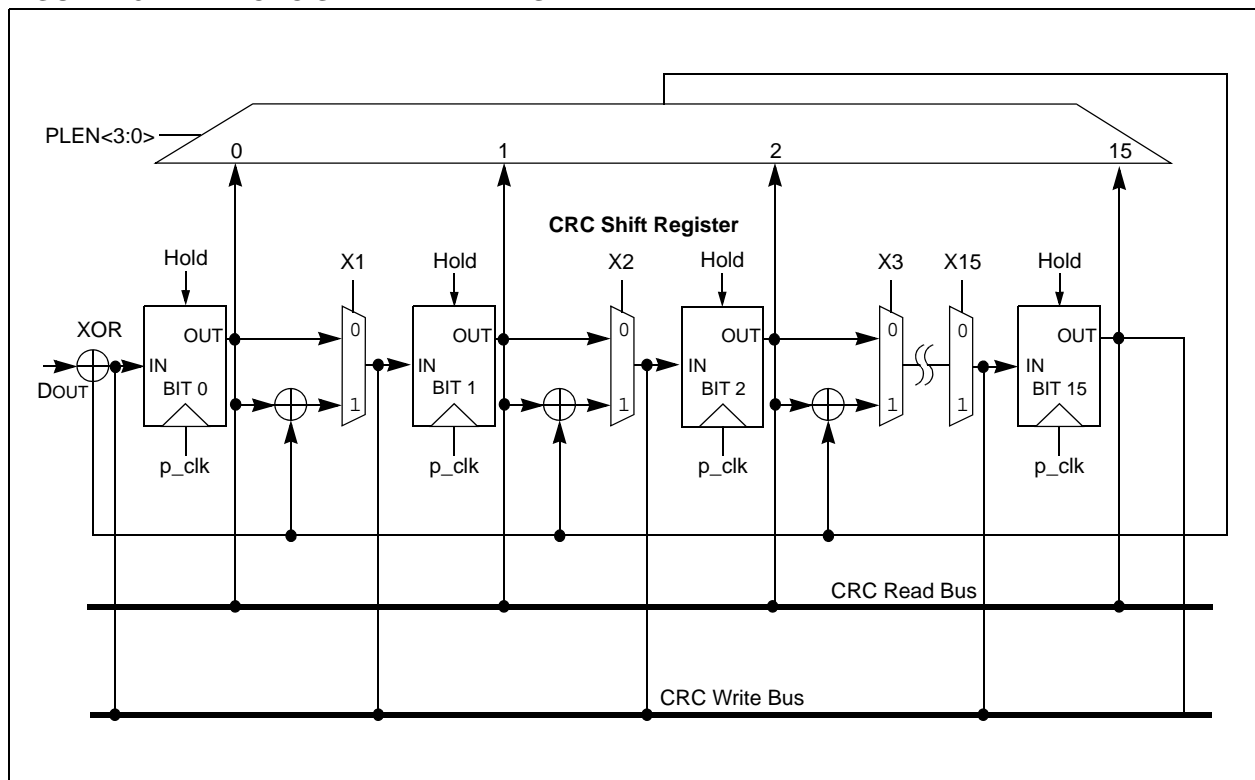 PLEN<3:0>
0 1 2 15
CRC Shift Register
Hold X1 Hold X2 Hold X3 X15 Hold
XOR
OUT 0 OUT 0 OUT 0 0 OUT
IN IN IN IN
DOUT
BIT 0 1 BIT 1 1 BIT 2 1 1 BIT 15
p_clk p_clk p_clk p_clk
CRC Read Bus
CRC Write Bus